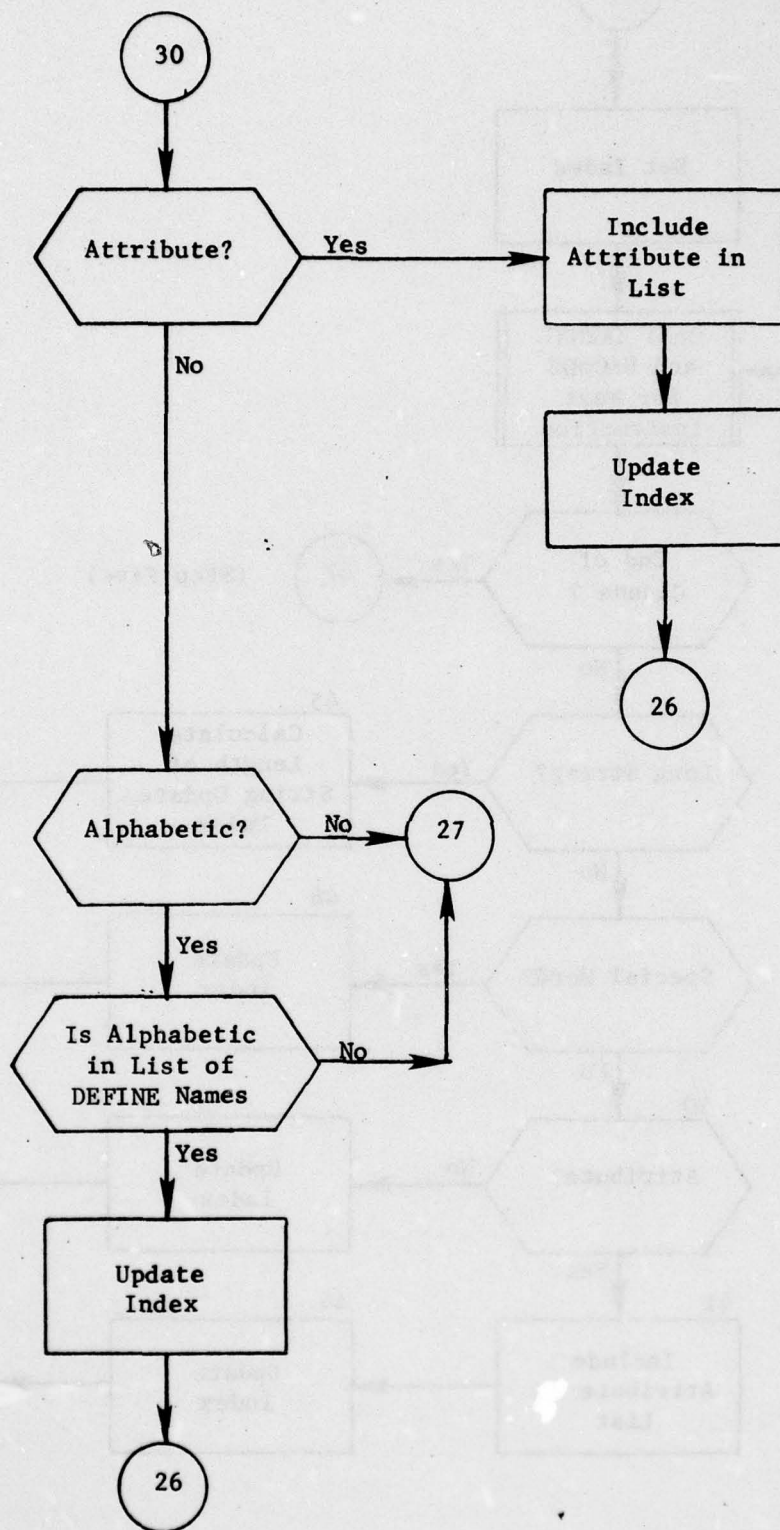 30
Attribute?
Yes
Include
Attribute in
List
No
Update
Index
26
Alphabetic?
No
27
Yes
Is Alphabetic
in List of
DEFINE Names
No
Yes
Update
Index
26